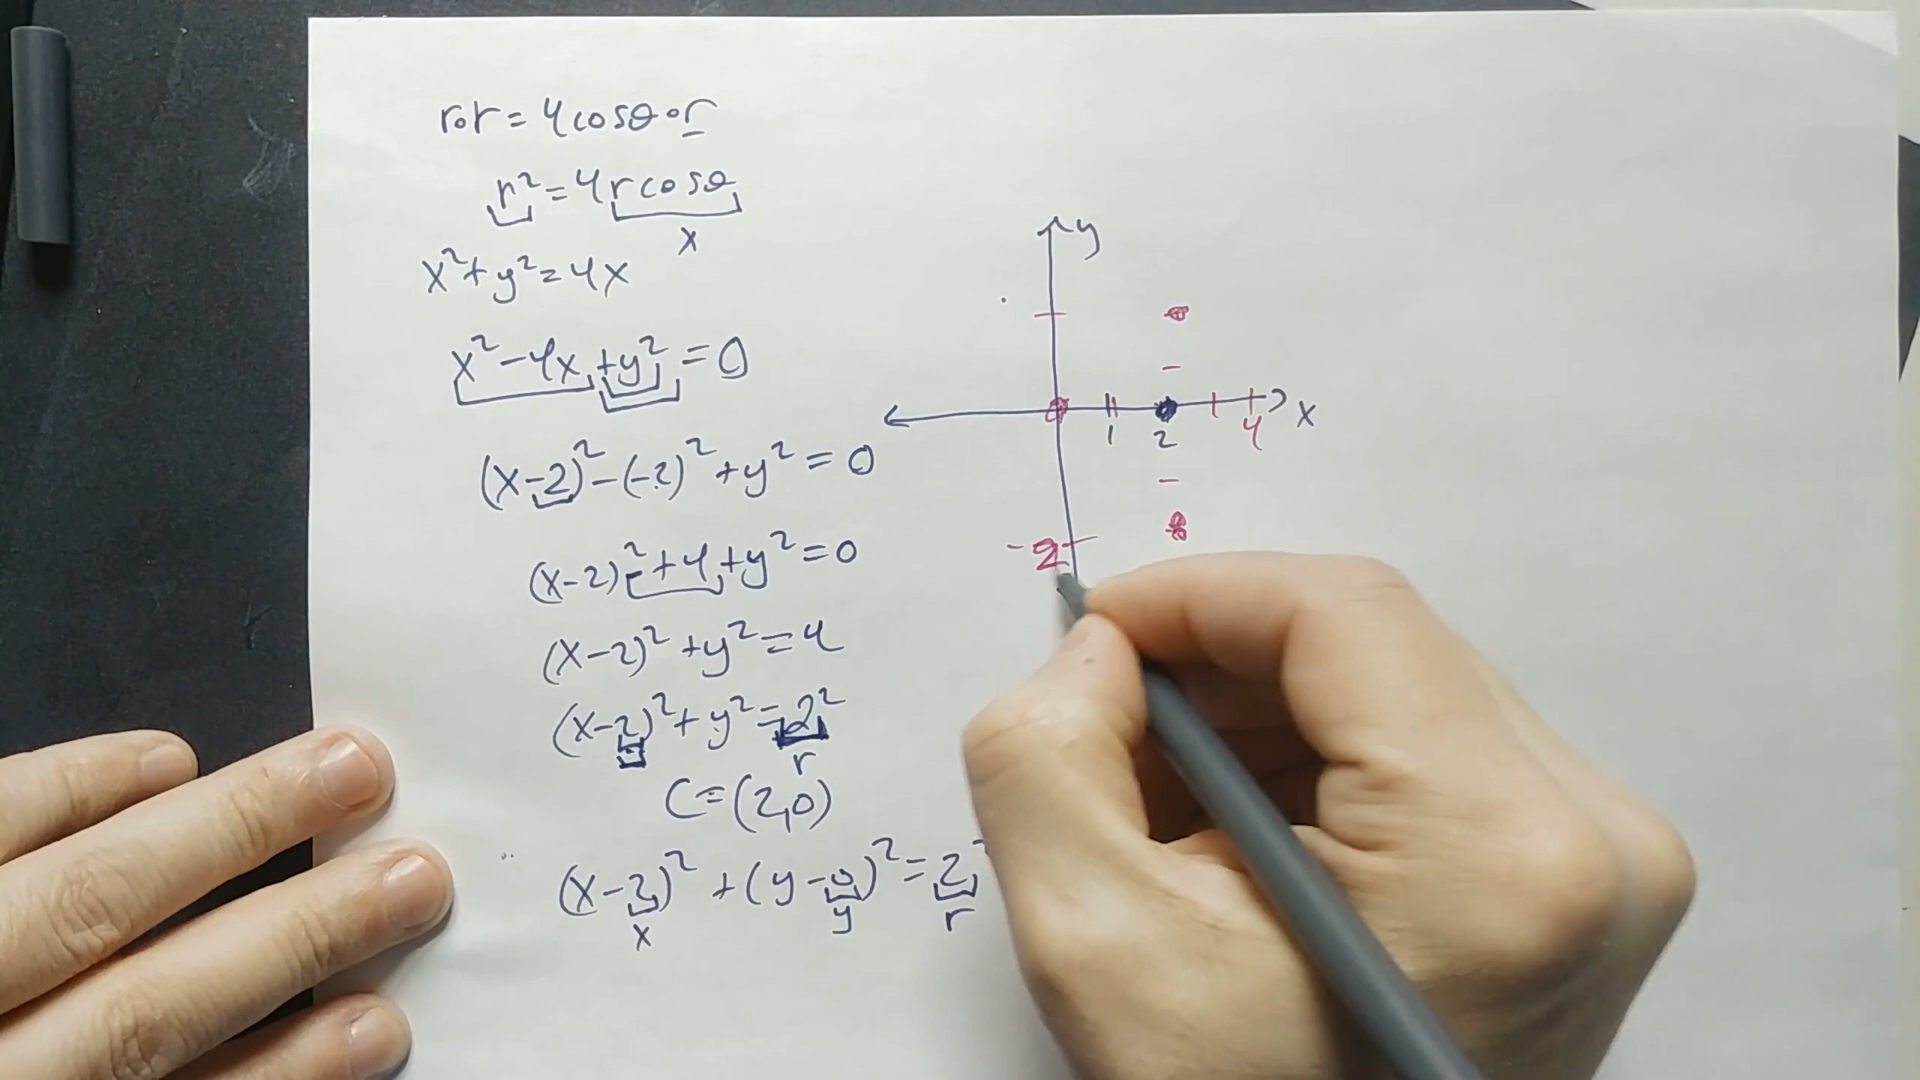 r∘r = 4cosθ∘r
r² = 4rcosθ
x
x²+y²=4x
x²-4x+y²=0
(x-2)²-(-2)²+y²=0
(x-2)²+4+y²=0
(x-2)²+y²=4
(x-2)²+y²=2²
r
C=(2,0)
(x-2)²+(y-0)²=2²
x y r
y
x
1 2 4
-2